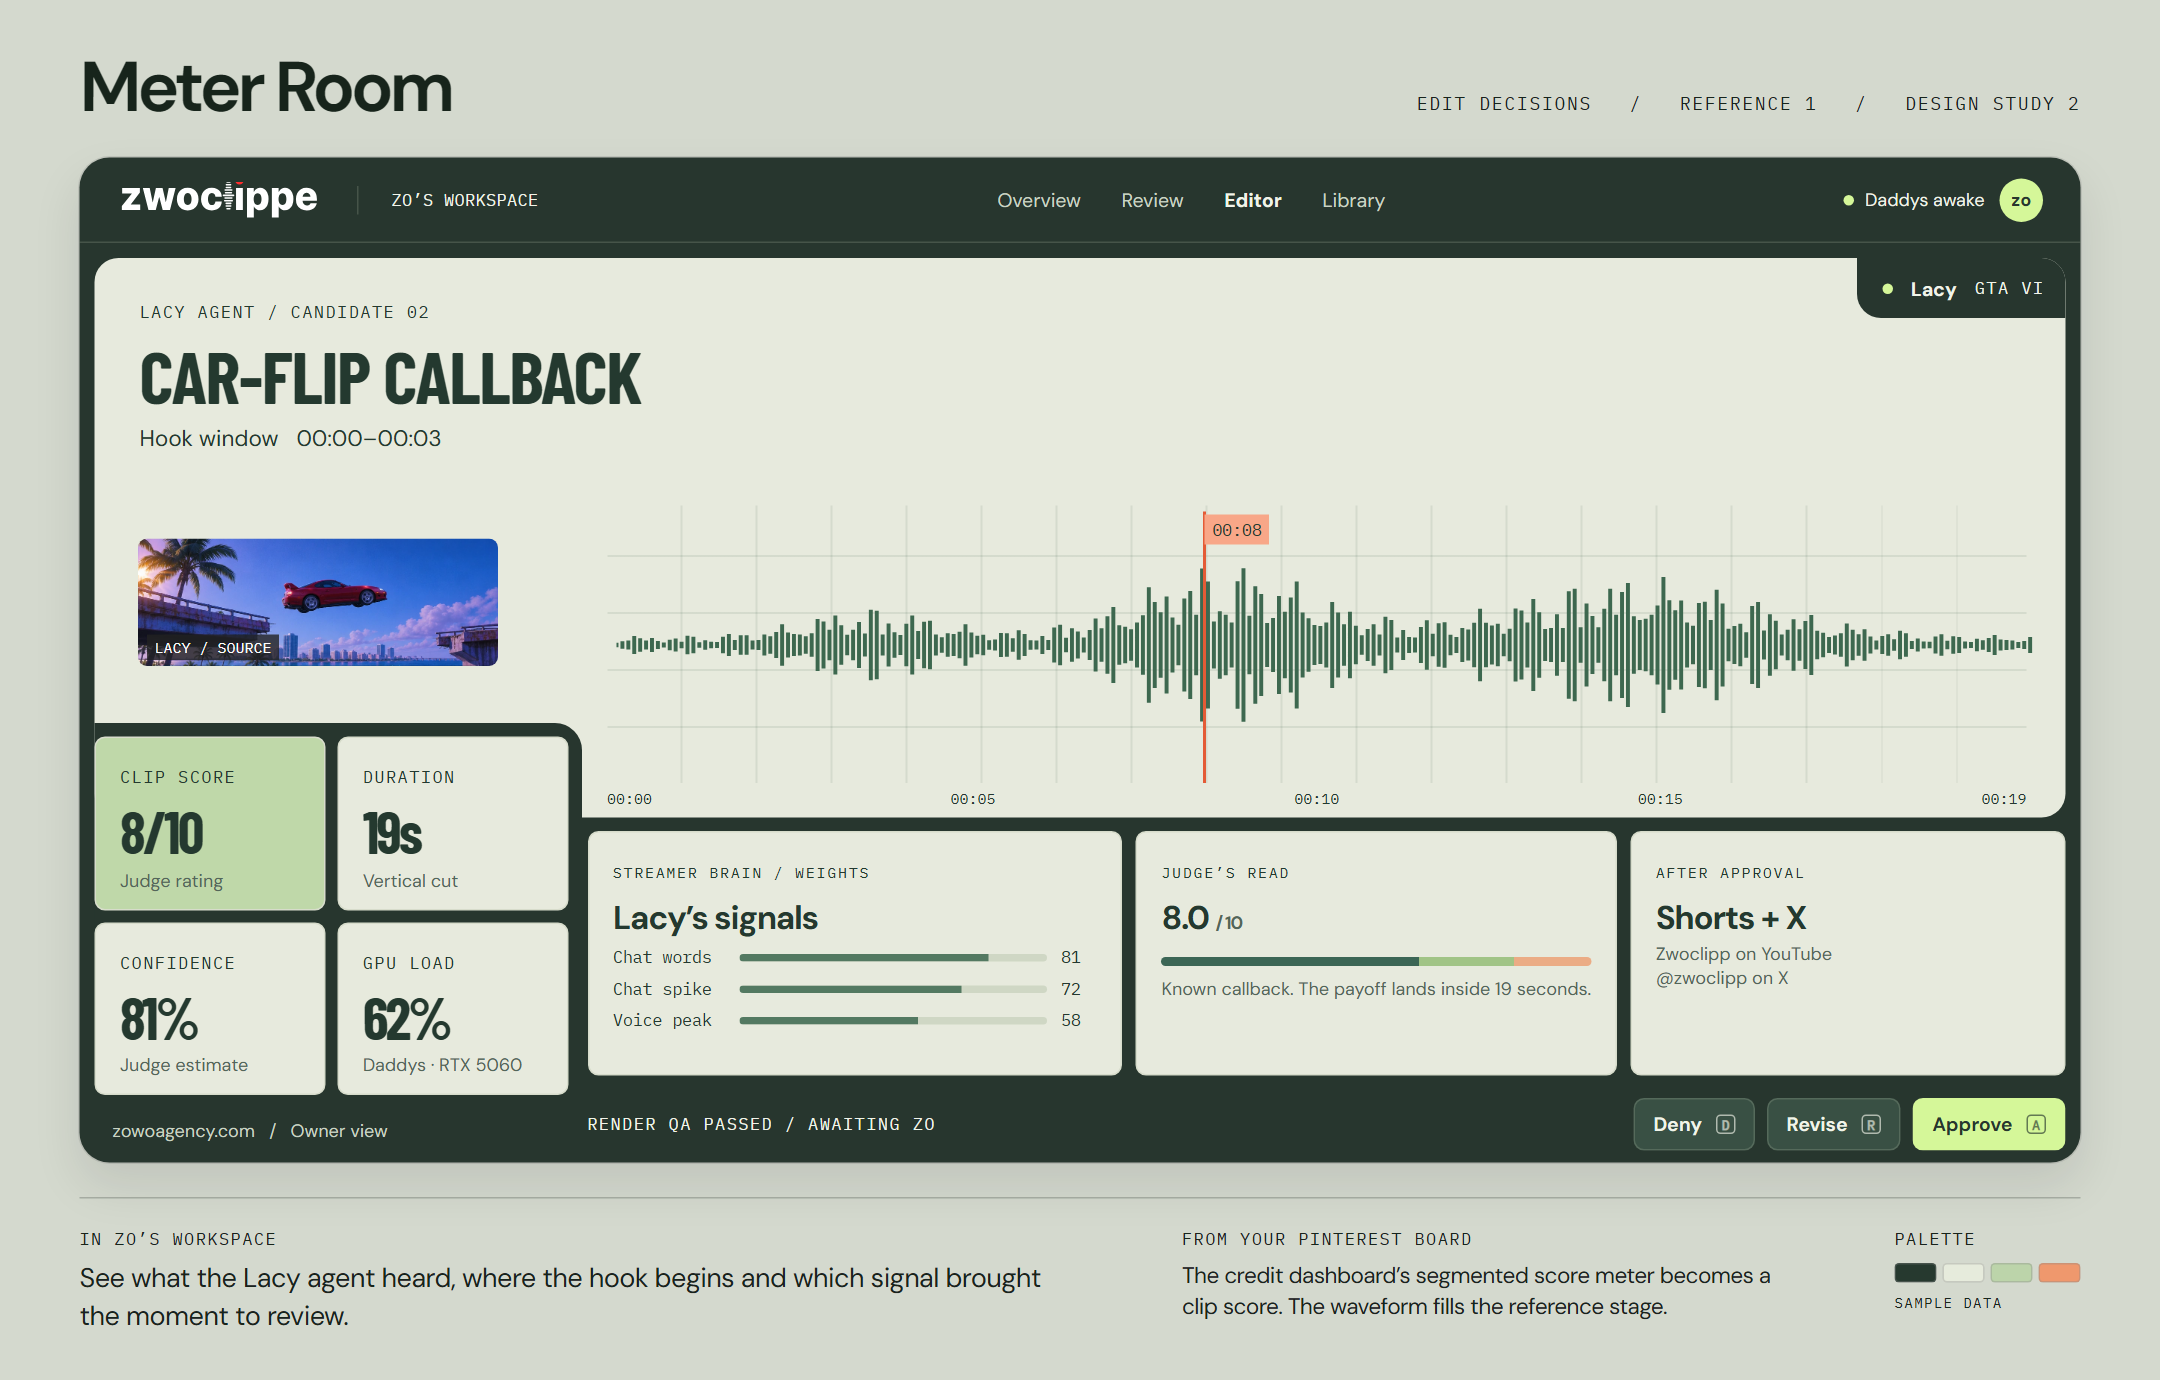 Meter Room
EDIT DECISIONS / REFERENCE 1 / DESIGN STUDY 2
zwoclippe
ZO’S WORKSPACE
Overview Review Editor Library
Daddys awake
zo
Lacy GTA VI
LACY AGENT / CANDIDATE 02
CAR-FLIP CALLBACK
Hook window 00:00–00:03
00:08
LACY / SOURCE
00:00 00:05 00:10 00:15 00:19
CLIP SCORE
8/10
Judge rating
DURATION
19s
Vertical cut
CONFIDENCE
81%
Judge estimate
GPU LOAD
62%
Daddys · RTX 5060
STREAMER BRAIN / WEIGHTS
Lacy’s signals
Chat words 81
Chat spike 72
Voice peak 58
JUDGE’S READ
8.0 /10
Known callback. The payoff lands inside 19 seconds.
AFTER APPROVAL
Shorts + X
Zwoclipp on YouTube
@zwoclipp on X
zowoagency.com / Owner view
RENDER QA PASSED / AWAITING ZO
Deny D
Revise R
Approve A
IN ZO’S WORKSPACE
See what the Lacy agent heard, where the hook begins and which signal brought
the moment to review.
FROM YOUR PINTEREST BOARD
The credit dashboard’s segmented score meter becomes a
clip score. The waveform fills the reference stage.
PALETTE
SAMPLE DATA